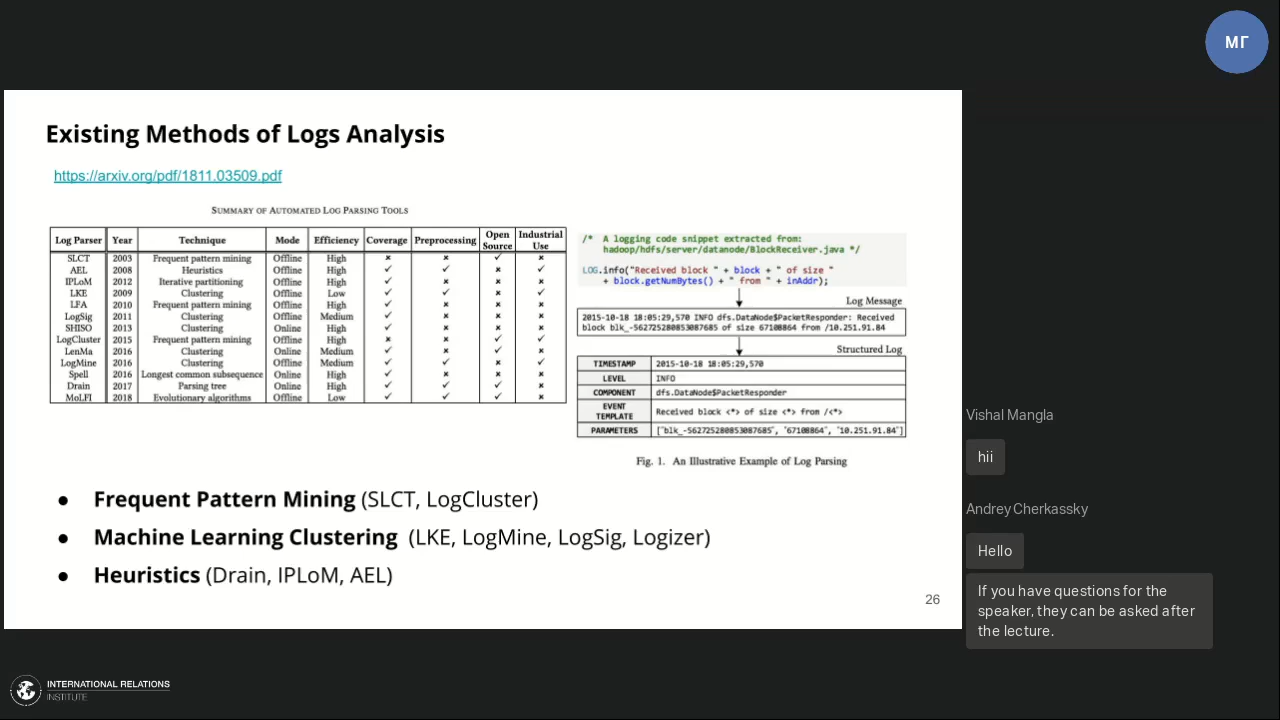 МГ
Existing Methods of Logs Analysis
https://arxiv.org/pdf/1811.03509.pdf
SUMMARY OF AUTOMATED LOG PARSING TOOLS
Log Parser Year Technique Mode Efficiency Coverage Preprocessing Open Source Industrial Use
SLCT 2003 Frequent pattern mining Offline High ✗ ✗ ✓ ✗
AEL 2008 Heuristics Offline High ✓ ✓ ✗ ✓
IPLoM 2012 Iterative partitioning Offline High ✓ ✗ ✗ ✗
LKE 2009 Clustering Offline Low ✓ ✓ ✗ ✓
LFA 2010 Frequent pattern mining Offline High ✓ ✗ ✗ ✗
LogSig 2011 Clustering Offline Medium ✓ ✗ ✗ ✗
SHISO 2013 Clustering Online High ✓ ✗ ✗ ✗
LogCluster 2015 Frequent pattern mining Offline High ✗ ✗ ✓ ✓
LenMa 2016 Clustering Online Medium ✓ ✗ ✓ ✗
LogMine 2016 Clustering Offline Medium ✓ ✓ ✗ ✓
Spell 2016 Longest common subsequence Online High ✓ ✗ ✗ ✗
Drain 2017 Parsing tree Online High ✓ ✓ ✓ ✗
MoLFI 2018 Evolutionary algorithms Offline Low ✓ ✓ ✓ ✗
/* A logging code snippet extracted from:
hadoop/hdfs/server/datanode/BlockReceiver.java */
LOG.info("Received block " + block + " of size "
+ block.getNumBytes() + " from " + inAddr);
Log Message
2015-10-18 18:05:29,570 INFO dfs.DataNode$PacketResponder: Received
block blk_-562725280853087685 of size 67108864 from /10.251.91.84
Structured Log
TIMESTAMP 2015-10-18 18:05:29,570
LEVEL INFO
COMPONENT dfs.DataNode$PacketResponder
EVENT TEMPLATE Received block <*> of size <*> from /<*>
PARAMETERS ["blk_-562725280853087685", "67108864", "10.251.91.84"]
Fig. 1. An Illustrative Example of Log Parsing
● Frequent Pattern Mining (SLCT, LogCluster)
● Machine Learning Clustering (LKE, LogMine, LogSig, Logizer)
● Heuristics (Drain, IPLoM, AEL)
26
Vishal Mangla
hii
Andrey Cherkassky
Hello
If you have questions for the
speaker, they can be asked after
the lecture.
INTERNATIONAL RELATIONS
INSTITUTE